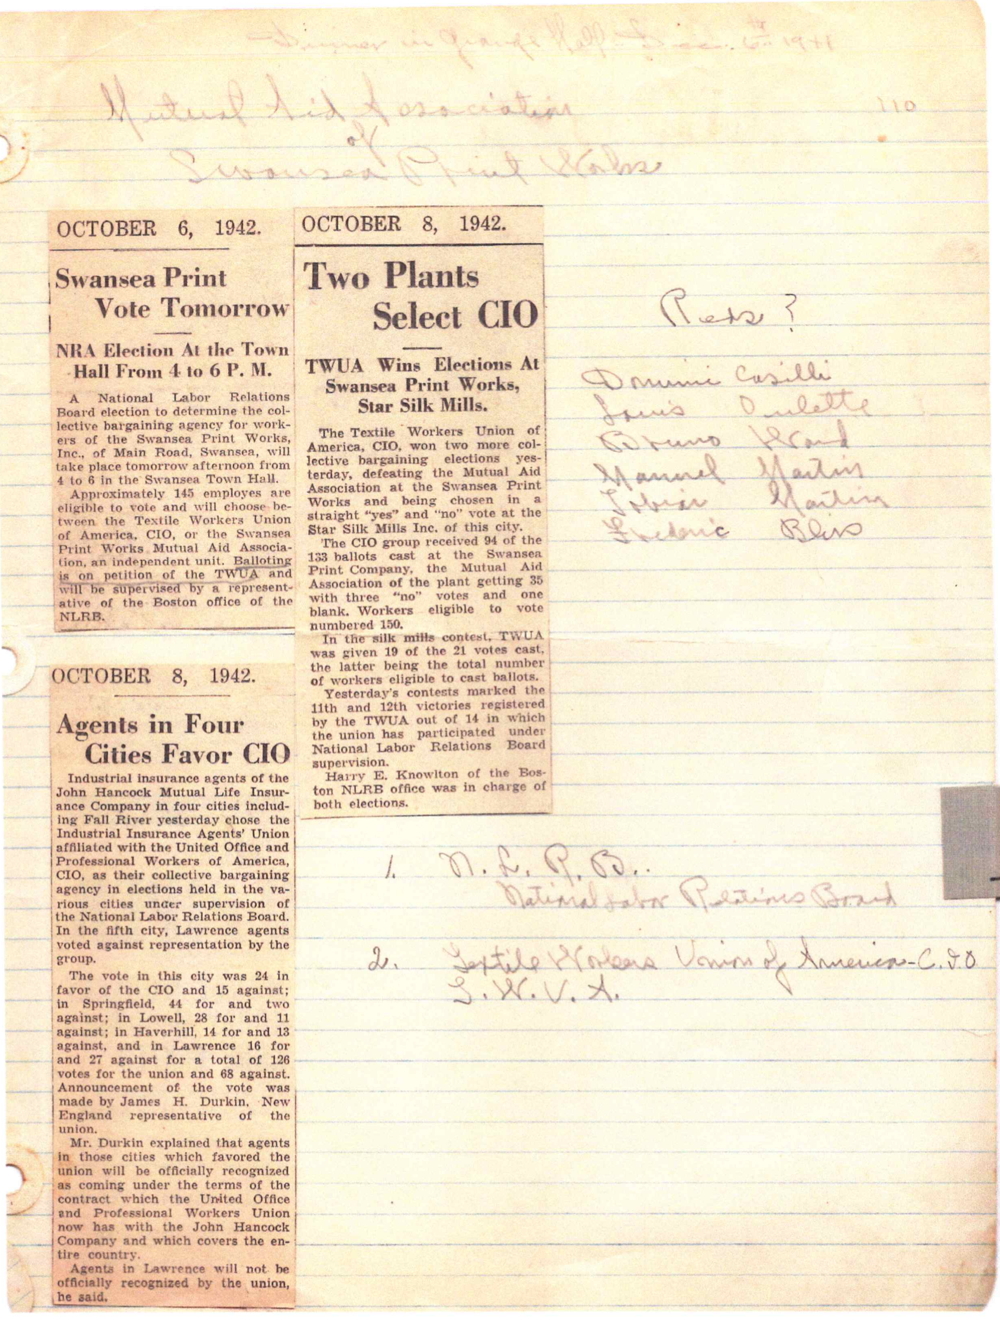 Mutual Aid Association
110
of
Swansea Print Works
OCTOBER 6, 1942.
Swansea Print
Vote Tomorrow
NRA Election At the Town
Hall From 4 to 6 P. M.
A National Labor Relations
Board election to determine the col-
lective bargaining agency for work-
ers of the Swansea Print Works,
Inc., of Main Road, Swansea, will
take place tomorrow afternoon from
4 to 6 in the Swansea Town Hall.
Approximately 145 employes are
eligible to vote and will choose be-
tween the Textile Workers Union
of America, CIO, or the Swansea
Print Works Mutual Aid Associa-
tion, an independent unit. Balloting
is on petition of the TWUA and
will be supervised by a represent-
ative of the Boston office of the
NLRB.
OCTOBER 8, 1942.
Two Plants
Select CIO
TWUA Wins Elections At
Swansea Print Works,
Star Silk Mills.
The Textile Workers Union of
America, CIO, won two more col-
lective bargaining elections yes-
terday, defeating the Mutual Aid
Association at the Swansea Print
Works and being chosen in a
straight "yes" and "no" vote at the
Star Silk Mills Inc. of this city.
The CIO group received 94 of the
133 ballots cast at the Swansea
Print Company, the Mutual Aid
Association of the plant getting 35
with three "no" votes and one
blank. Workers eligible to vote
numbered 150.
In the silk mills contest, TWUA
was given 19 of the 21 votes cast,
the latter being the total number
of workers eligible to cast ballots.
Yesterday's contests marked the
11th and 12th victories registered
by the TWUA out of 14 in which
the union has participated under
National Labor Relations Board
supervision.
Harry E. Knowlton of the Bos-
ton NLRB office was in charge of
both elections.
Reds?
Casilli
Louis Oulette
Bruno Ward
Manuel Martin
Tobias Martin
Frederic Bliss
OCTOBER 8, 1942.
Agents in Four
Cities Favor CIO
Industrial insurance agents of the
John Hancock Mutual Life Insur-
ance Company in four cities includ-
ing Fall River yesterday chose the
Industrial Insurance Agents' Union
affiliated with the United Office and
Professional Workers of America,
CIO, as their collective bargaining
agency in elections held in the va-
rious cities under supervision of
the National Labor Relations Board.
In the fifth city, Lawrence agents
voted against representation by the
group.
The vote in this city was 24 in
favor of the CIO and 15 against;
in Springfield, 44 for and two
against; in Lowell, 28 for and 11
against; in Haverhill, 14 for and 13
against, and in Lawrence 16 for
and 27 against for a total of 126
votes for the union and 68 against.
Announcement of the vote was
made by James H. Durkin, New
England representative of the
union.
Mr. Durkin explained that agents
in those cities which favored the
union will be officially recognized
as coming under the terms of the
contract which the United Office
and Professional Workers Union
now has with the John Hancock
Company and which covers the en-
tire country.
Agents in Lawrence will not be
officially recognized by the union,
he said.
1. N. L. R. B.
National Labor Relations Board
2. Textile Workers Union of America-C.I.O
T. W. U. A.